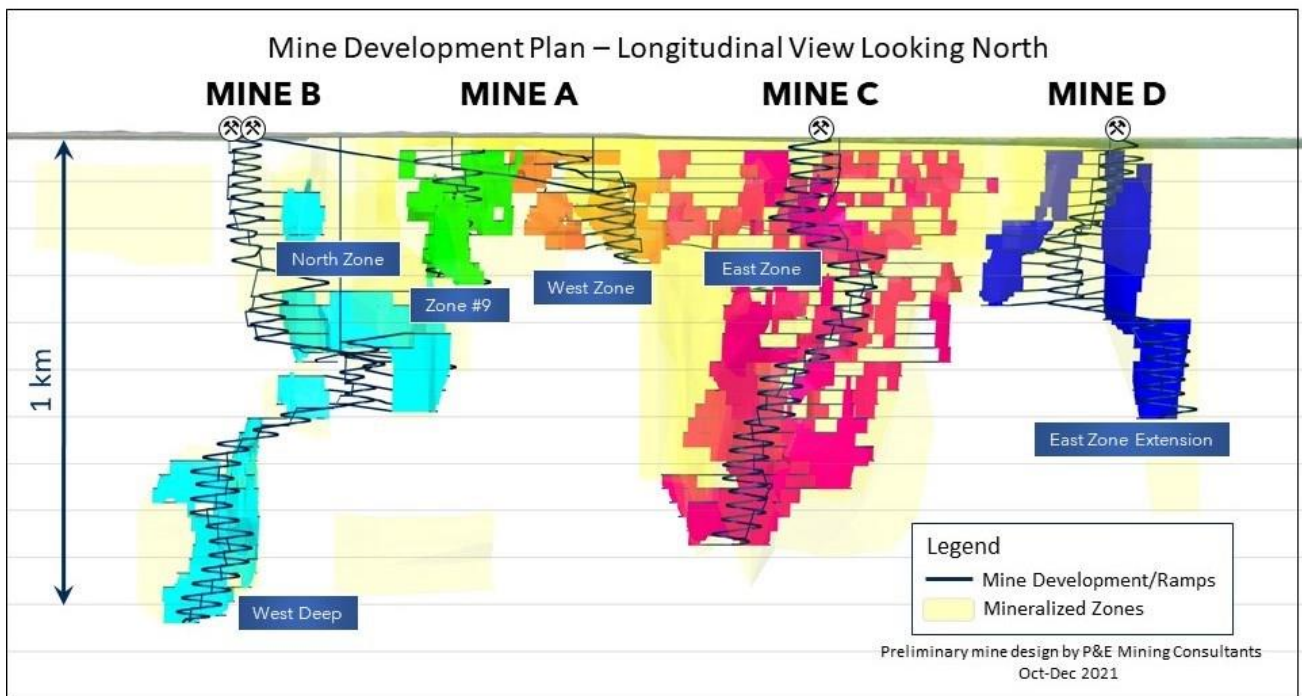 Mine Development Plan – Longitudinal View Looking North
MINE B
MINE A
MINE C
MINE D
1 km
North Zone
Zone #9
West Zone
East Zone
East Zone Extension
West Deep
Legend
Mine Development/Ramps
Mineralized Zones
Preliminary mine design by P&E Mining Consultants
Oct-Dec 2021